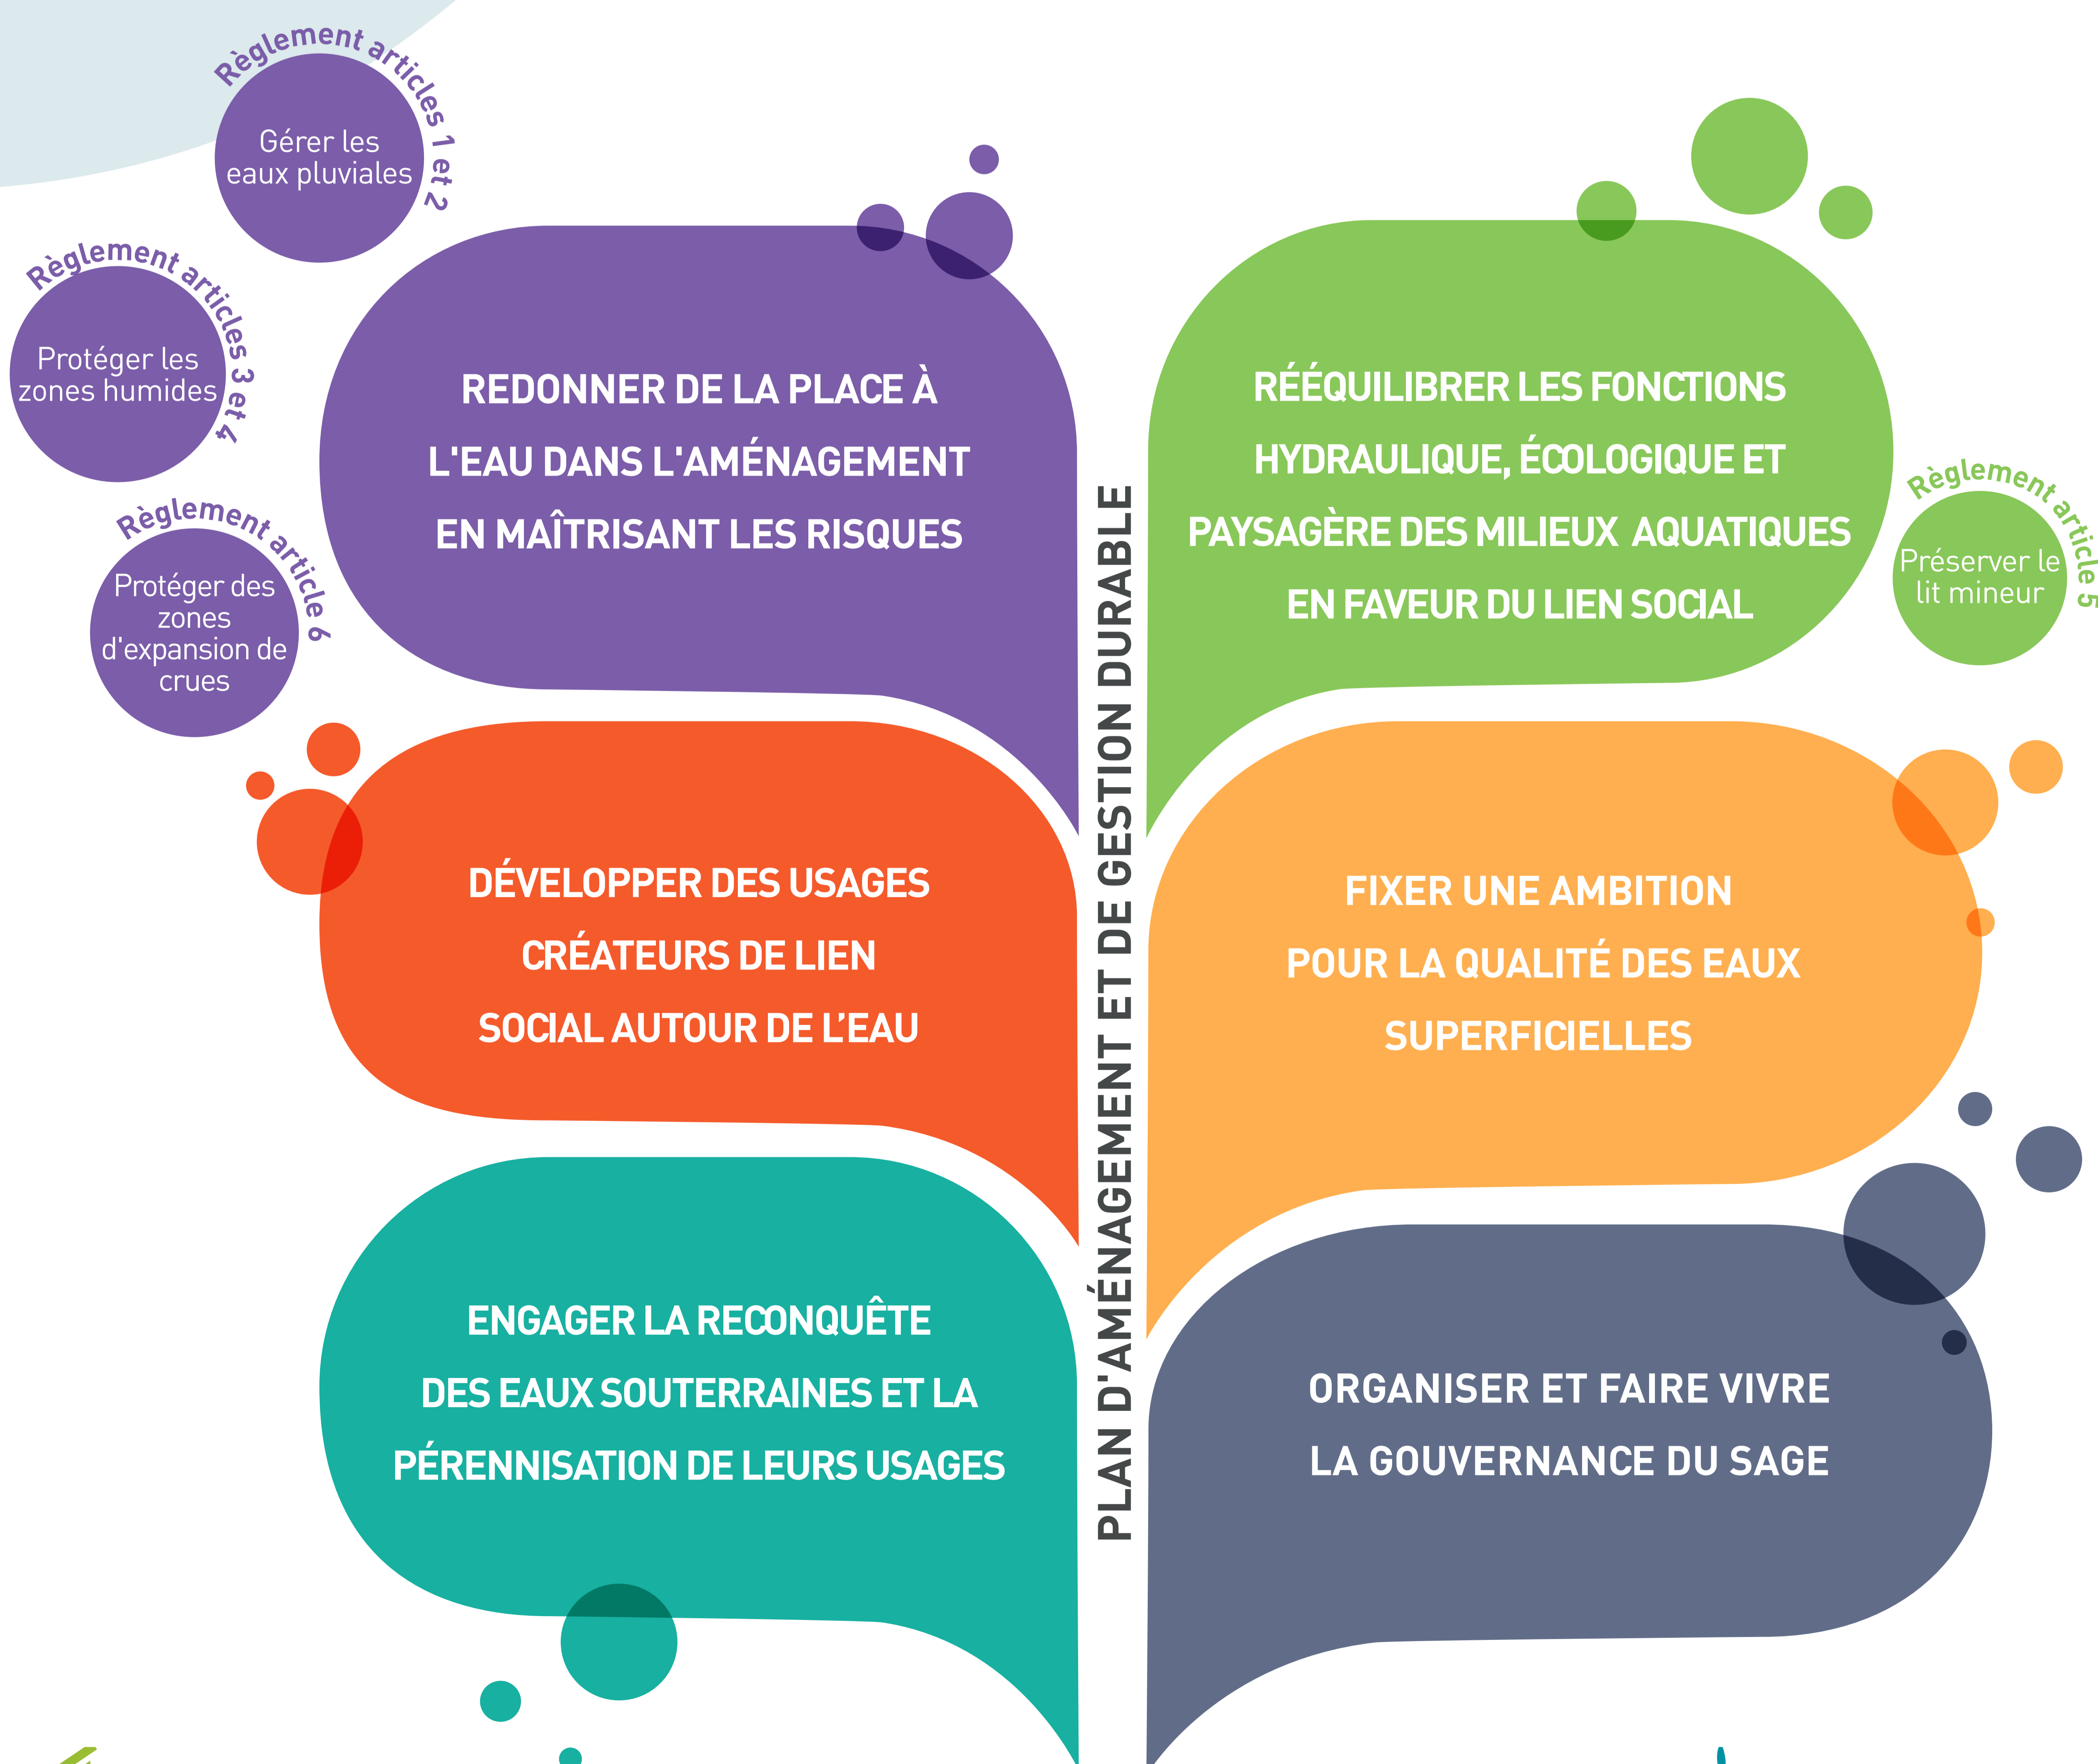 Règlement articles 1 et 2
Gérer les
eaux pluviales
Règlement articles 3 et 4
Protéger les
zones humides
Règlement article 6
Protéger des
zones
d'expansion de
crues
REDONNER DE LA PLACE À
L'EAU DANS L'AMÉNAGEMENT
EN MAÎTRISANT LES RISQUES
RÉÉQUILIBRER LES FONCTIONS
HYDRAULIQUE, ÉCOLOGIQUE ET
PAYSAGÈRE DES MILIEUX AQUATIQUES
EN FAVEUR DU LIEN SOCIAL
Règlement article 5
Préserver le
lit mineur
PLAN D'AMÉNAGEMENT ET DE GESTION DURABLE
DÉVELOPPER DES USAGES
CRÉATEURS DE LIEN
SOCIAL AUTOUR DE L’EAU
FIXER UNE AMBITION
POUR LA QUALITÉ DES EAUX
SUPERFICIELLES
ENGAGER LA RECONQUÊTE
DES EAUX SOUTERRAINES ET LA
PÉRENNISATION DE LEURS USAGES
ORGANISER ET FAIRE VIVRE
LA GOUVERNANCE DU SAGE